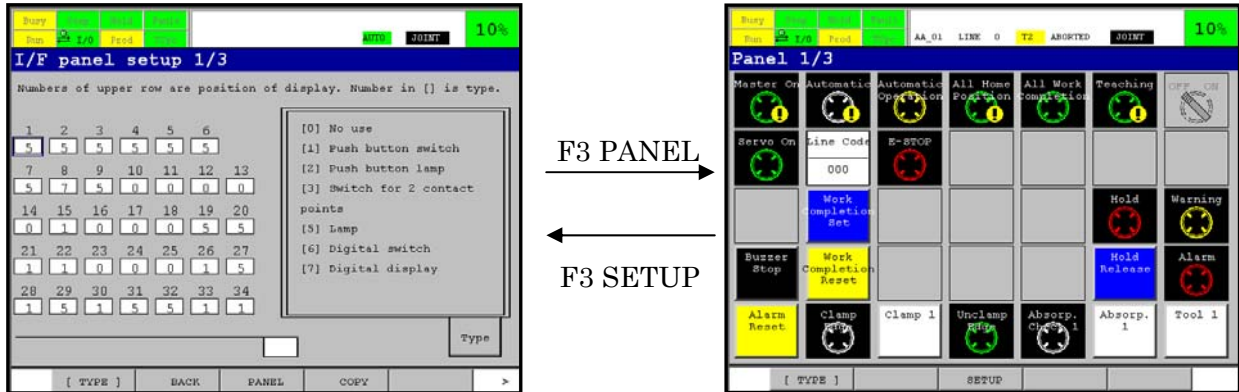 Busy Step Hold Fault
Run I/O Prod TCyc
AUTO JOINT 10%
I/F panel setup 1/3
Numbers of upper row are position of display. Number in [] is type.
1 2 3 4 5 6
5 5 5 5 5 5
7 8 9 10 11 12 13
5 7 5 0 0 0 0
14 15 16 17 18 19 20
0 1 0 0 0 5 5
21 22 23 24 25 26 27
1 1 0 0 0 1 5
28 29 30 31 32 33 34
1 5 1 5 5 1 1
[0] No use
[1] Push button switch
[2] Push button lamp
[3] Switch for 2 contact
points
[5] Lamp
[6] Digital switch
[7] Digital display
Type
[ TYPE ] BACK PANEL COPY >
F3 PANEL
F3 SETUP
Busy Step Hold Fault
Run I/O Prod TCyc
AA_01 LINE 0 T2 ABORTED JOINT 10%
Panel 1/3
Master On Automatic Automatic Operation All Home Position All Work Completion Teaching OFF ON
Servo On Line Code 000 E-STOP
Work Completion Set Hold Warning
Buzzer Stop Work Completion Reset Hold Release Alarm
Alarm Reset Clamp Edge Clamp 1 Unclamp Edge Absorp. Check 1 Absorp. 1 Tool 1
[ TYPE ] SETUP